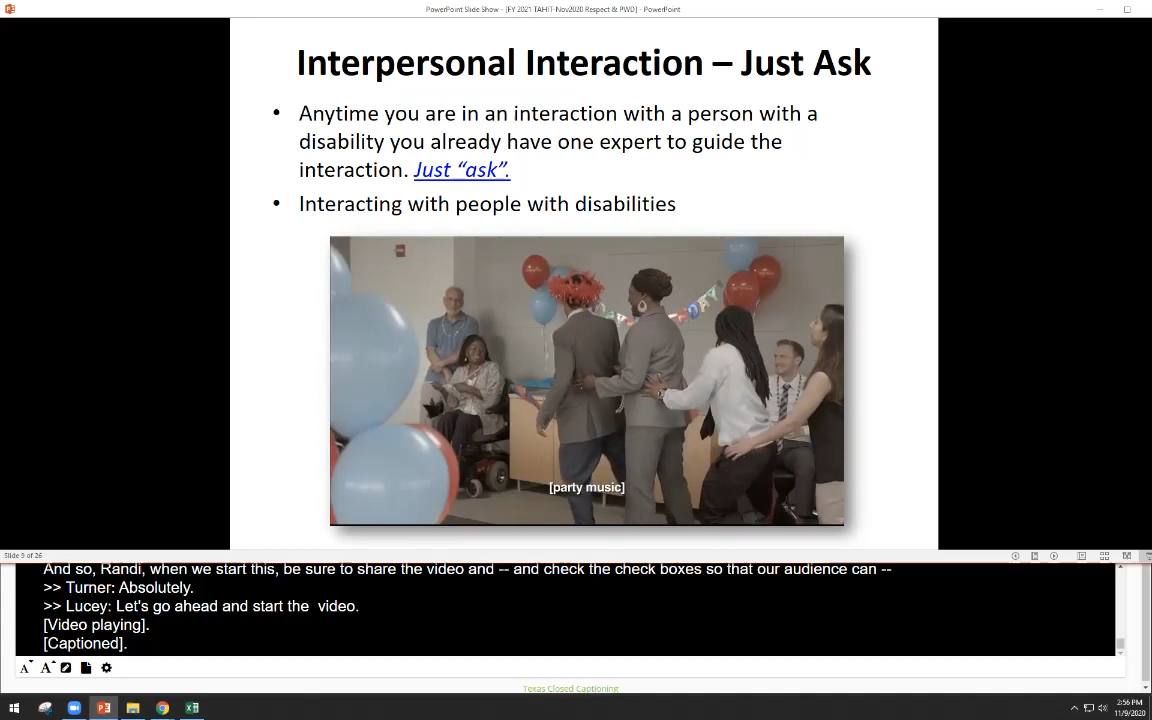 PowerPoint Slide Show - [FY 2021 TAHIT-Nov2020 Respect & PWD] - PowerPoint
Interpersonal Interaction – Just Ask
• Anytime you are in an interaction with a person with a
disability you already have one expert to guide the
interaction. Just “ask”.
• Interacting with people with disabilities
[party music]
Slide 9 of 26
And so, Randi, when we start this, be sure to share the video and -- and check the check boxes so that our audience can --
>> Turner: Absolutely.
>> Lucey: Let's go ahead and start the  video.
[Video playing].
[Captioned].
A A
Texas Closed Captioning
2:56 PM
11/9/2020